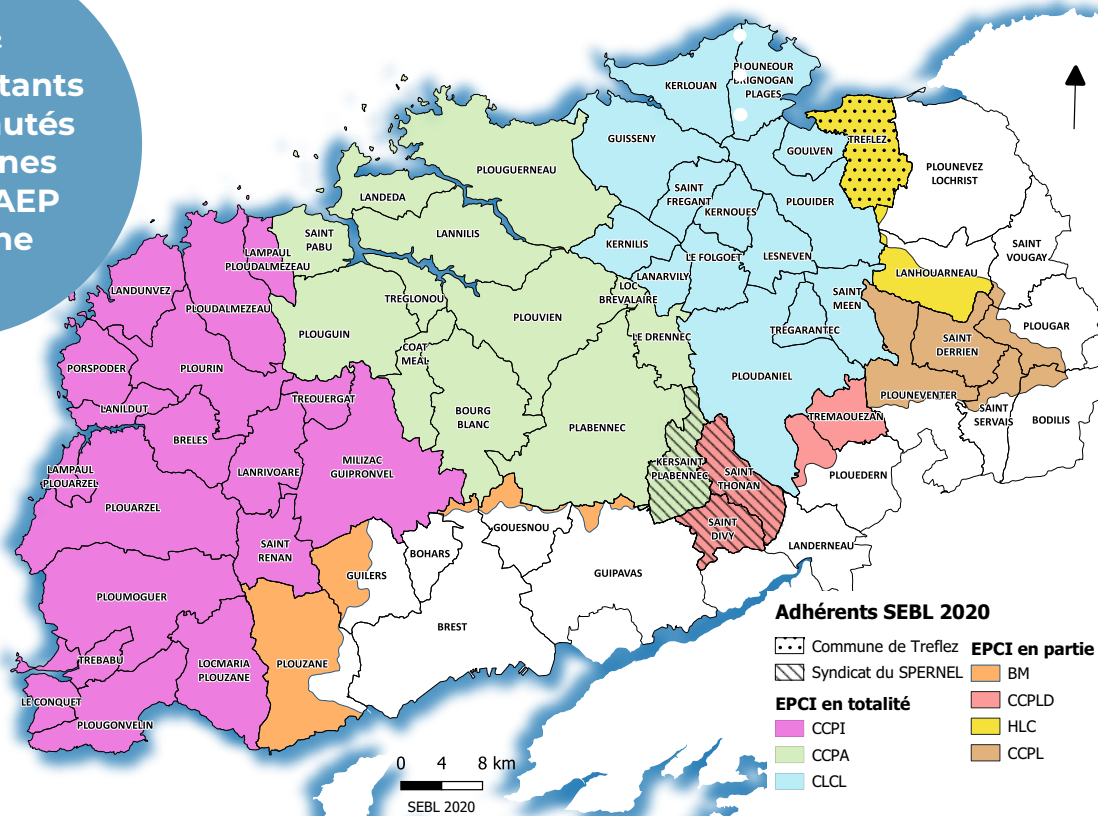 tants
autés
nes
AEP
ne
KERLOUAN
PLOUNEOUR
BRIGNOGAN
PLAGES
GUISSENY
GOULVEN
TREFLEZ
PLOUNEVEZ
LOCHRIST
PLOUGUERNEAU
LANDEDA
SAINT
FREGANT
KERNOUES
PLOUIDER
SAINT
PABU
LANNILIS
KERNILIS
LE FOLGOET
LESNEVEN
SAINT
VOUGAY
LAMPAUL
PLOUDALMEZEAU
LANARVILY
LANHOUARNEAU
LANDUNVEZ
PLOUDALMEZEAU
TREGLONOU
LOC
BREVALAIRE
SAINT
MEEN
PLOUVIEN
PLOUGUIN
LE DRENNEC
TREGARANTEC
SAINT
DERRIEN
PLOUGAR
COAT
MEAL
PORSPODER
PLOURIN
PLOUDANIEL
LANILDUT
TREOUERGAT
BOURG
BLANC
PLABENNEC
PLOUNEVENTER
TREMAOUEZAN
SAINT
SERVAIS
BODILIS
BRELES
LAMPAUL
PLOUARZEL
LANRIVOARE
MILIZAC
GUIPRONVEL
KERSAINT
PLABENNEC
SAINT
THONAN
PLOUEDERN
PLOUARZEL
SAINT
RENAN
GOUESNOU
SAINT
DIVY
BOHARS
LANDERNEAU
GUILERS
GUIPAVAS
PLOUMOGUER
BREST
TREBABU
LOCMARIA
PLOUZANE
PLOUZANE
LE CONQUET
PLOUGONVELIN
Adhérents SEBL 2020
Commune de Treflez
Syndicat du SPERNEL
EPCI en totalité
CCPI
CCPA
CLCL
EPCI en partie
BM
CCPLD
HLC
CCPL
0 4 8 km
SEBL 2020